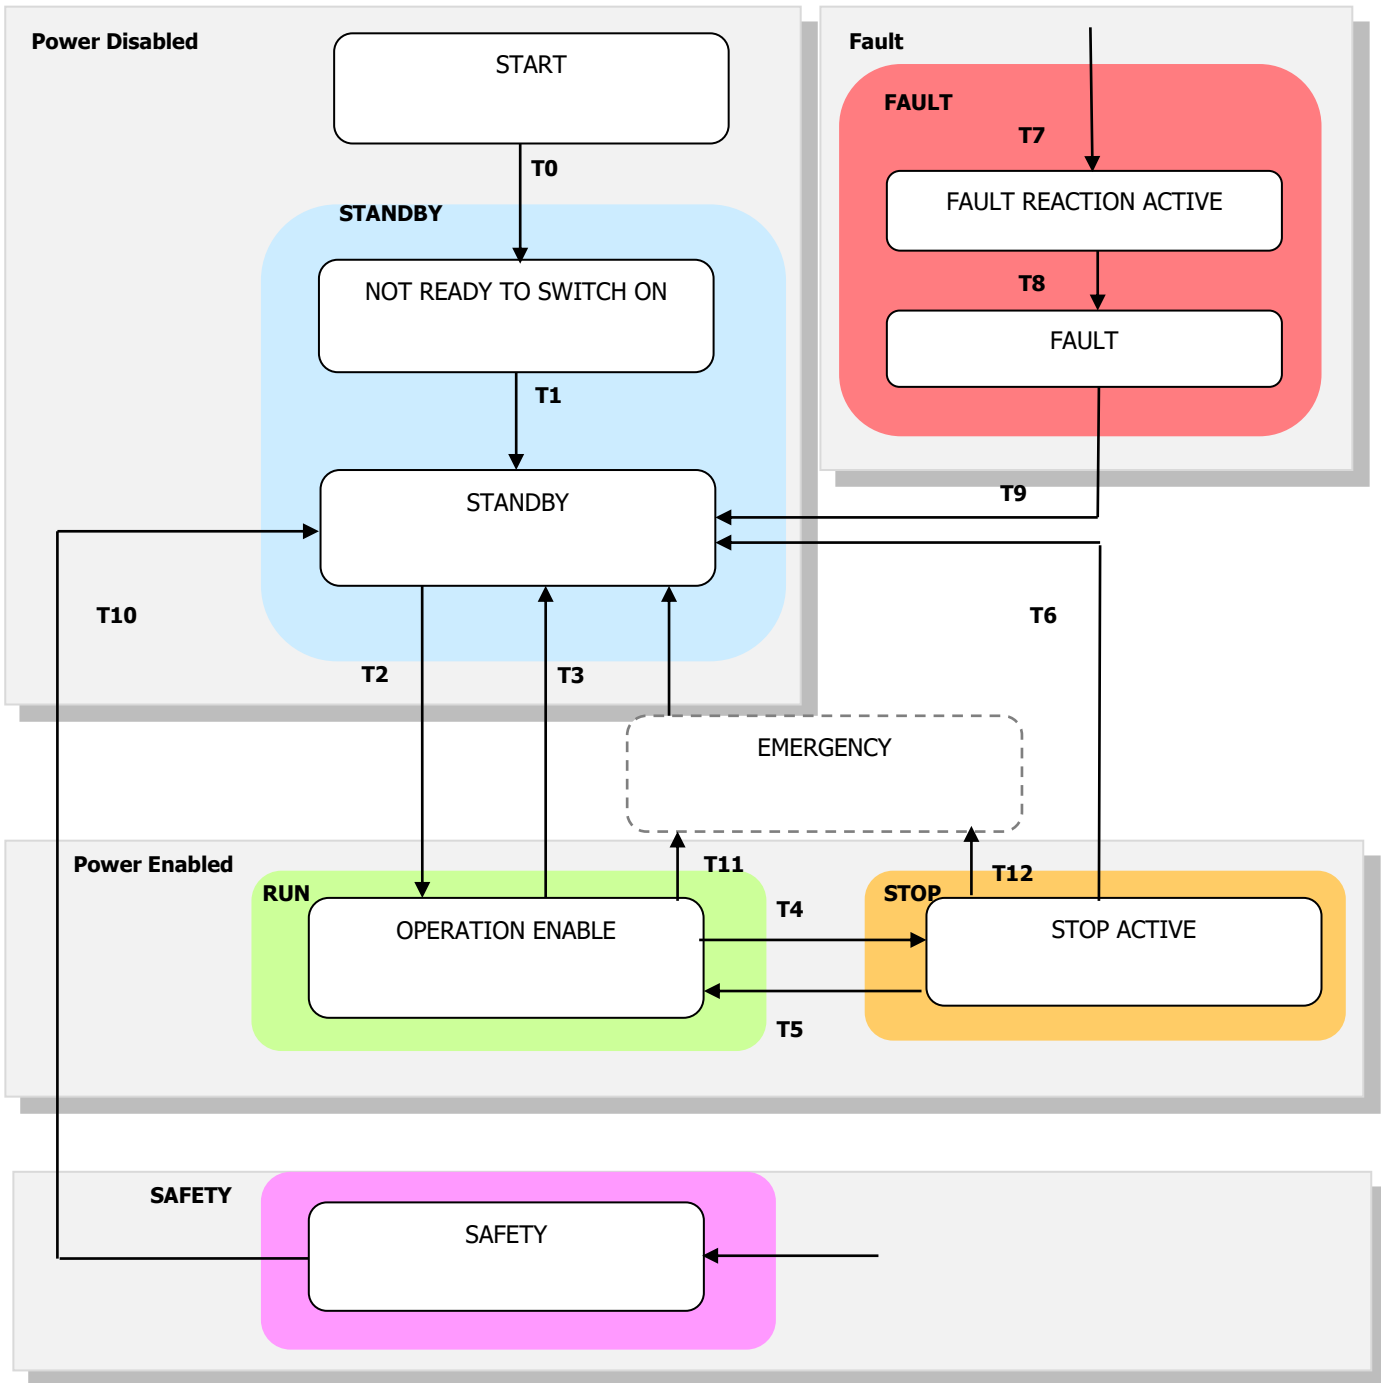 Power Disabled
START
T0
STANDBY
NOT READY TO SWITCH ON
T1
STANDBY
T10
T2
T3
Fault
FAULT
T7
FAULT REACTION ACTIVE
T8
FAULT
T9
T6
EMERGENCY
Power Enabled
T11
T12
RUN
OPERATION ENABLE
T4
T5
STOP
STOP ACTIVE
SAFETY
SAFETY